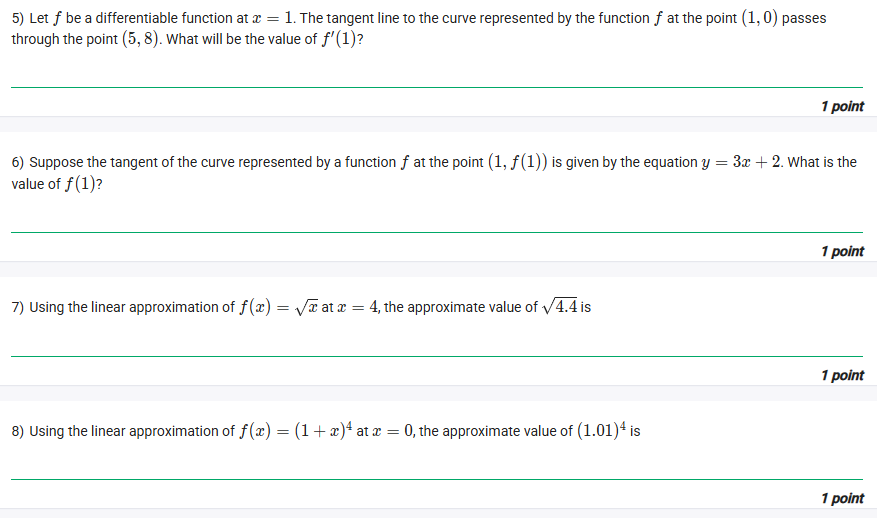 5) Let f be a differentiable function at x = 1. The tangent line to the curve represented by the function f at the point (1, 0) passes
through the point (5, 8). What will be the value of f′(1)?
1 point
6) Suppose the tangent of the curve represented by a function f at the point (1, f(1)) is given by the equation y = 3x + 2. What is the
value of f(1)?
1 point
7) Using the linear approximation of f(x) = √x at x = 4, the approximate value of √4.4 is
1 point
8) Using the linear approximation of f(x) = (1 + x)⁴ at x = 0, the approximate value of (1.01)⁴ is
1 point